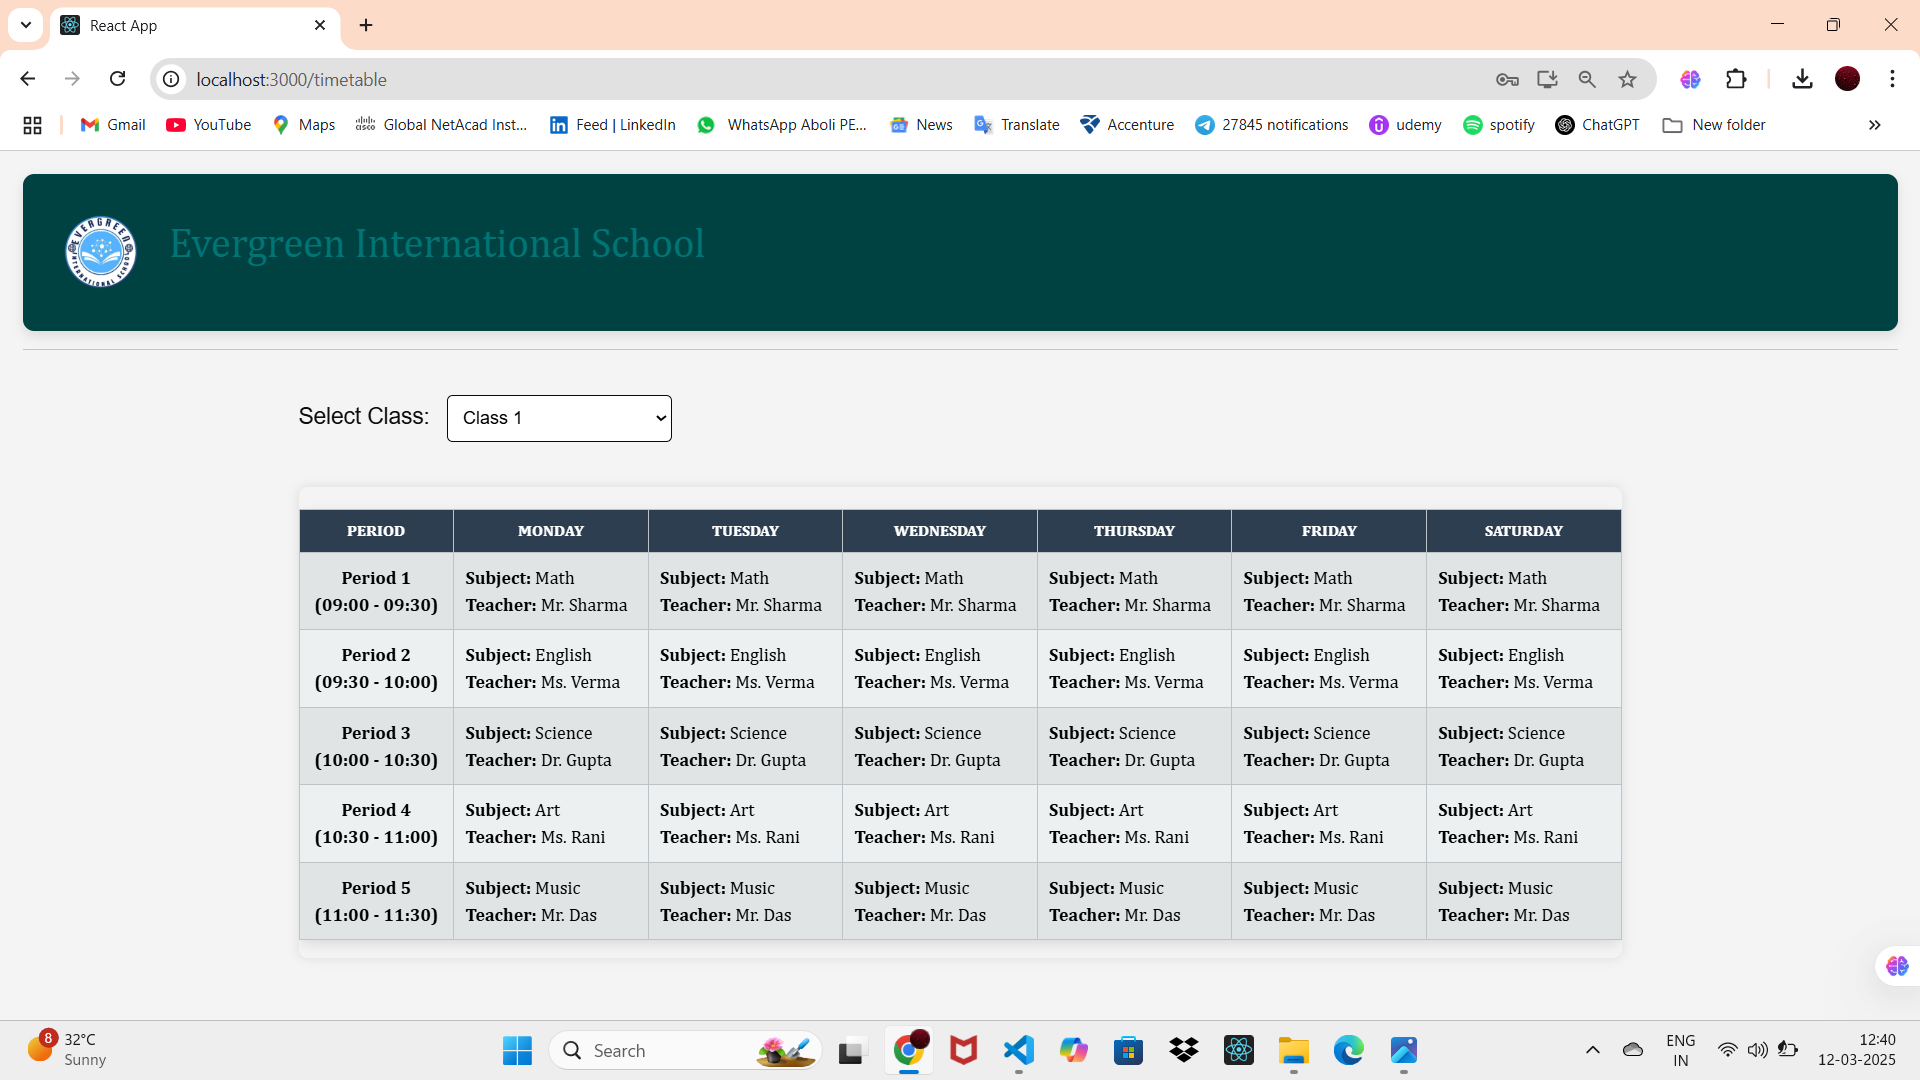 React App
localhost:3000/timetable
Gmail YouTube Maps Global NetAcad Inst... Feed | LinkedIn WhatsApp Aboli PE... News Translate Accenture 27845 notifications udemy spotify ChatGPT New folder
EVERGREEN
INTERNATIONAL SCHOOL
Evergreen International School
Select Class: Class 1
PERIOD MONDAY TUESDAY WEDNESDAY THURSDAY FRIDAY SATURDAY
Period 1 Subject: Math Subject: Math Subject: Math Subject: Math Subject: Math Subject: Math
(09:00 - 09:30) Teacher: Mr. Sharma Teacher: Mr. Sharma Teacher: Mr. Sharma Teacher: Mr. Sharma Teacher: Mr. Sharma Teacher: Mr. Sharma
Period 2 Subject: English Subject: English Subject: English Subject: English Subject: English Subject: English
(09:30 - 10:00) Teacher: Ms. Verma Teacher: Ms. Verma Teacher: Ms. Verma Teacher: Ms. Verma Teacher: Ms. Verma Teacher: Ms. Verma
Period 3 Subject: Science Subject: Science Subject: Science Subject: Science Subject: Science Subject: Science
(10:00 - 10:30) Teacher: Dr. Gupta Teacher: Dr. Gupta Teacher: Dr. Gupta Teacher: Dr. Gupta Teacher: Dr. Gupta Teacher: Dr. Gupta
Period 4 Subject: Art Subject: Art Subject: Art Subject: Art Subject: Art Subject: Art
(10:30 - 11:00) Teacher: Ms. Rani Teacher: Ms. Rani Teacher: Ms. Rani Teacher: Ms. Rani Teacher: Ms. Rani Teacher: Ms. Rani
Period 5 Subject: Music Subject: Music Subject: Music Subject: Music Subject: Music Subject: Music
(11:00 - 11:30) Teacher: Mr. Das Teacher: Mr. Das Teacher: Mr. Das Teacher: Mr. Das Teacher: Mr. Das Teacher: Mr. Das
8 32°C
Sunny
Search
ENG
IN
12:40
12-03-2025